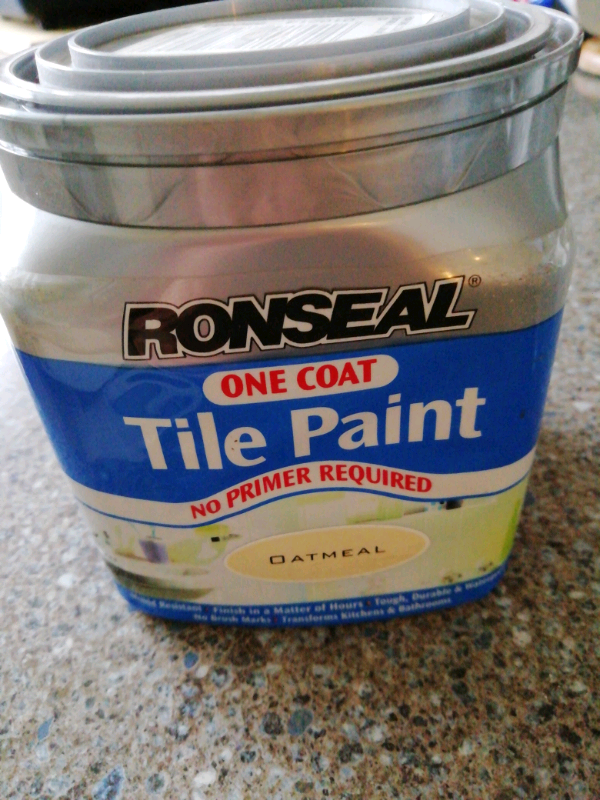 RONSEAL®
ONE COAT
Tile Paint
NO PRIMER REQUIRED
OATMEAL
Resistant · Finish in a Matter of Hours · Tough, Durable &
No Brush Marks · Transforms Kitchens & Bathrooms